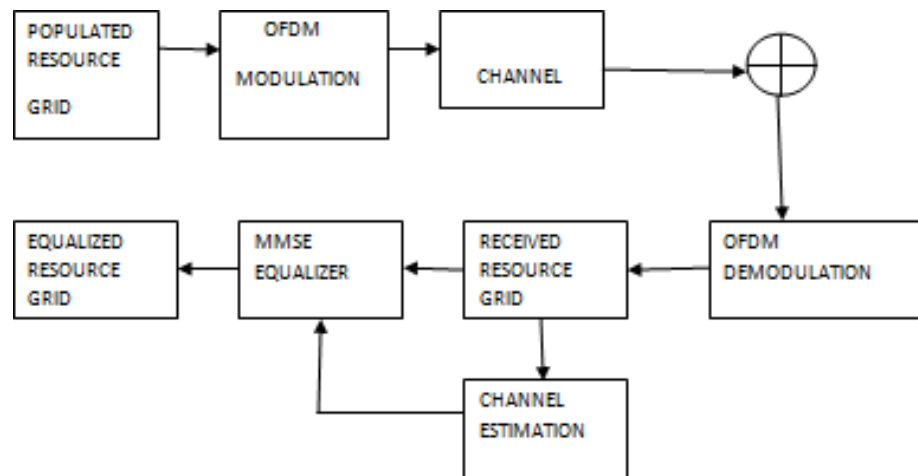 POPULATED
RESOURCE
GRID
OFDM
MODULATION
CHANNEL
EQUALIZED
RESOURCE
GRID
MMSE
EQUALIZER
RECEIVED
RESOURCE
GRID
OFDM
DEMODULATION
CHANNEL
ESTIMATION